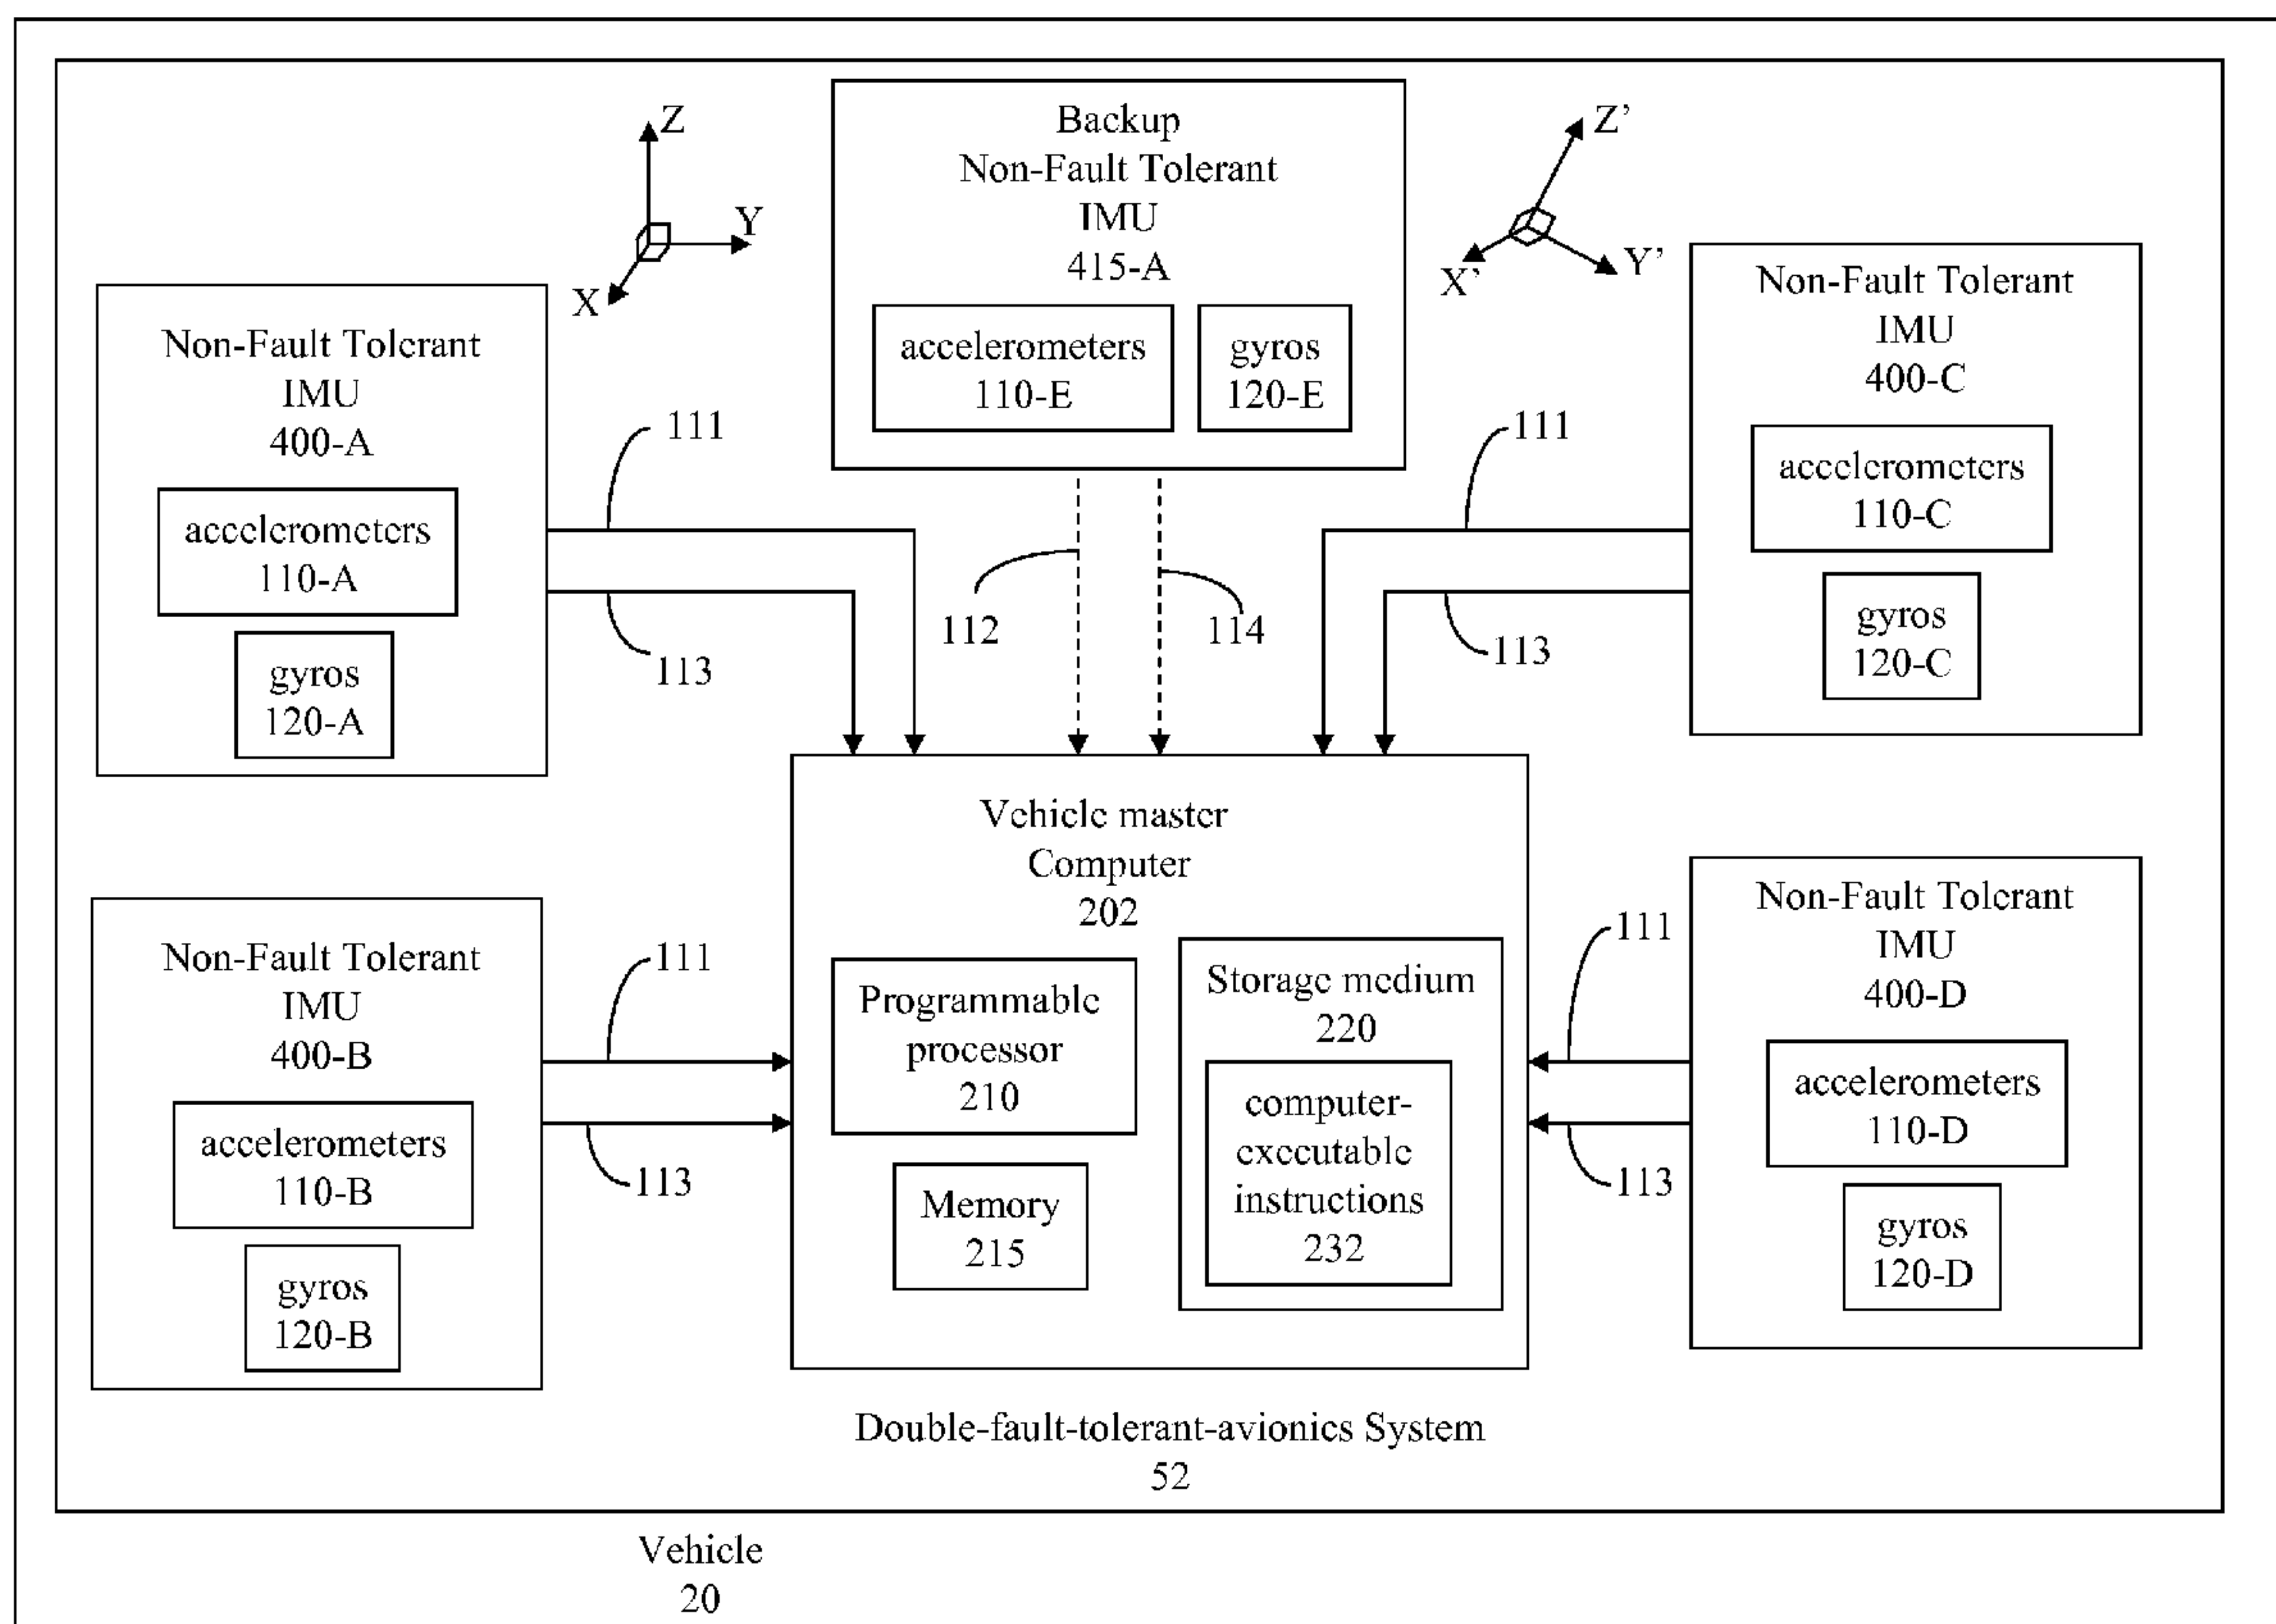 Z
Y
X
Backup
Non-Fault Tolerant
IMU
415-A
accelerometers
110-E
gyros
120-E
Z’
X’
Y’
Non-Fault Tolerant
IMU
400-A
accelerometers
110-A
gyros
120-A
111
113
112
114
111
113
Non-Fault Tolerant
IMU
400-C
accelerometers
110-C
gyros
120-C
Non-Fault Tolerant
IMU
400-B
accelerometers
110-B
gyros
120-B
111
113
Vehicle master
Computer
202
Programmable
processor
210
Memory
215
Storage medium
220
computer-
executable
instructions
232
111
113
Non-Fault Tolerant
IMU
400-D
accelerometers
110-D
gyros
120-D
Double-fault-tolerant-avionics System
52
Vehicle
20